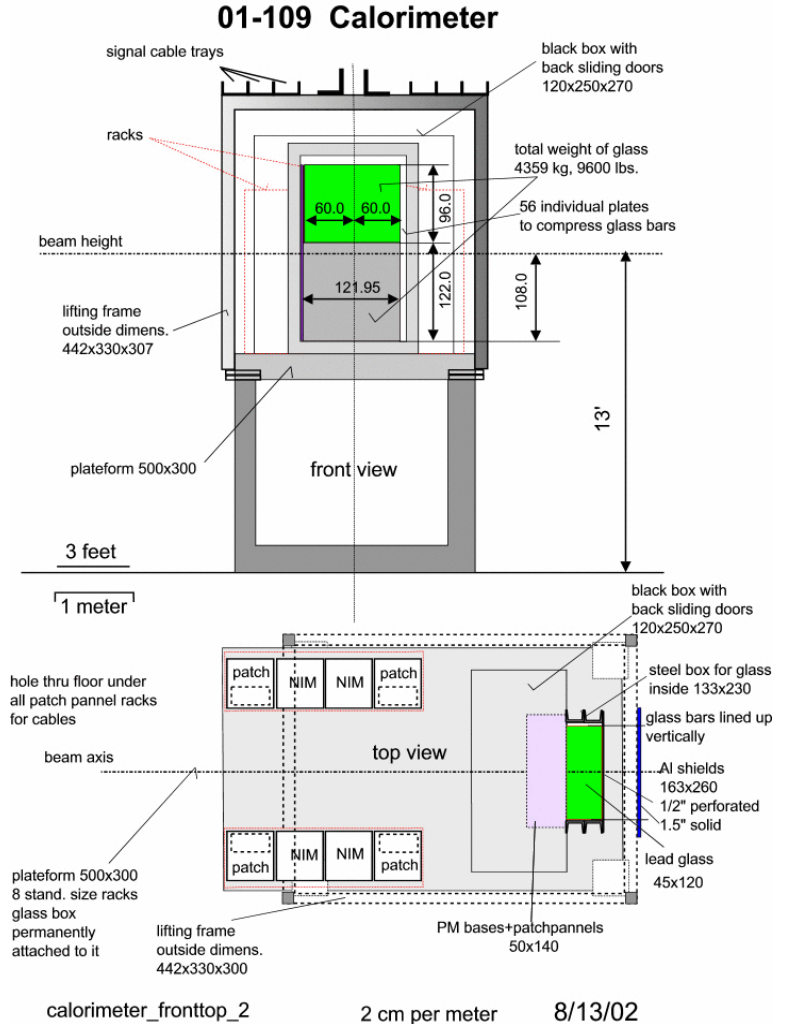 01-109 Calorimeter
signal cable trays
black box with
back sliding doors
120x250x270
racks
total weight of glass
4359 kg, 9600 lbs.
60.0
60.0
96.0
56 individual plates
to compress glass bars
beam height
121.95
122.0
108.0
lifting frame
outside dimens.
442x330x307
13'
plateform 500x300
front view
3 feet
1 meter
black box with
back sliding doors
120x250x270
hole thru floor under
all patch pannel racks
for cables
patch
NIM
NIM
patch
steel box for glass
inside 133x230
glass bars lined up
vertically
beam axis
top view
Al shields
163x260
1/2" perforated
1.5" solid
patch
NIM
NIM
patch
lead glass
45x120
plateform 500x300
8 stand. size racks
glass box
permanently
attached to it
lifting frame
outside dimens.
442x330x300
PM bases+patchpannels
50x140
calorimeter_fronttop_2
2 cm per meter
8/13/02